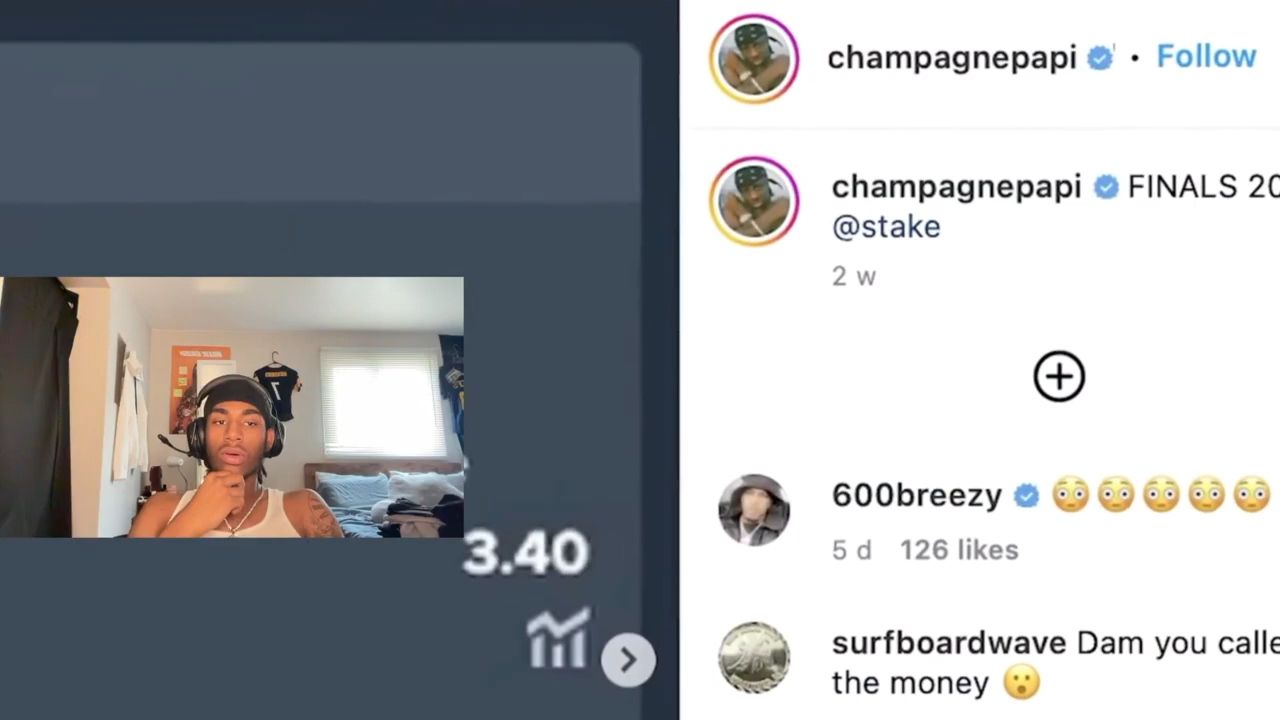 champagnepapi • Follow
champagnepapi FINALS 20
@stake
2 w
600breezy 😳😳😳😳😳
5 d 126 likes
surfboardwave Dam you calle
the money 😮
7
3.40